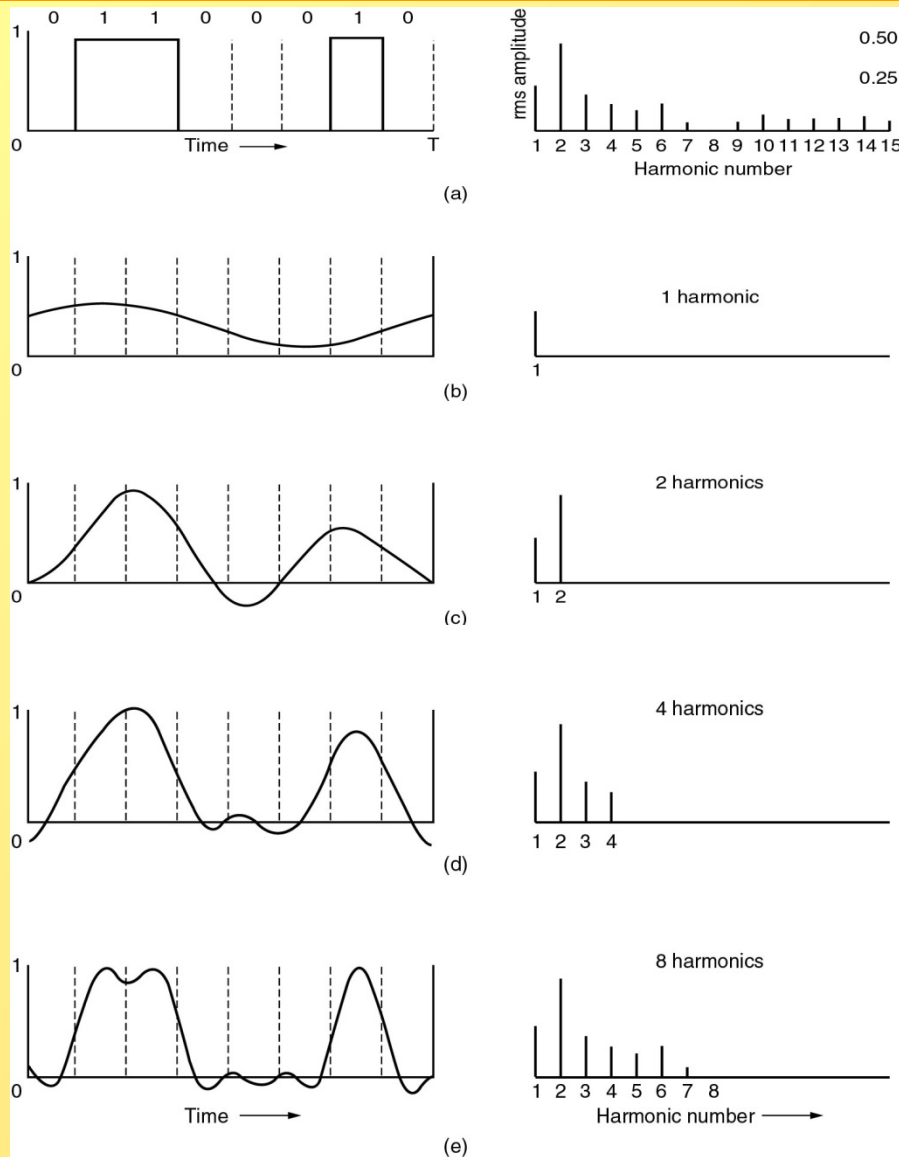 0 1 1 0 0 0 1 0
1
0
Time
T
rms amplitude
0.50
0.25
1 2 3 4 5 6 7 8 9 10 11 12 13 14 15
Harmonic number
(a)
1
0
1 harmonic
1
(b)
1
0
2 harmonics
1 2
(c)
1
0
4 harmonics
1 2 3 4
(d)
1
0
Time
8 harmonics
1 2 3 4 5 6 7 8
Harmonic number
(e)